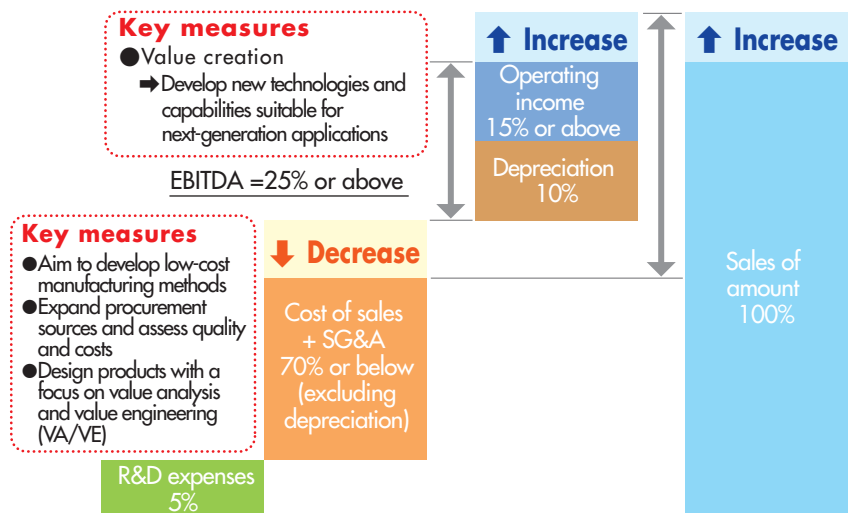 Key measures
●Value creation
➡Develop new technologies and
capabilities suitable for
next-generation applications
⬆ Increase
Operating
income
15% or above
Depreciation
10%
EBITDA =25% or above
⬆ Increase
Sales of
amount
100%
Key measures
●Aim to develop low-cost
manufacturing methods
●Expand procurement
sources and assess quality
and costs
●Design products with a
focus on value analysis
and value engineering
(VA/VE)
⬇ Decrease
Cost of sales
+ SG&A
70% or below
(excluding
depreciation)
R&D expenses
5%